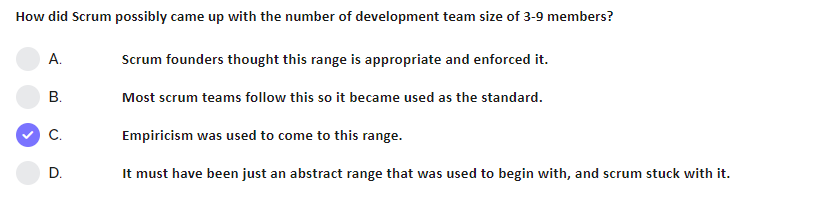 How did Scrum possibly came up with the number of development team size of 3-9 members?
A. Scrum founders thought this range is appropriate and enforced it.
B. Most scrum teams follow this so it became used as the standard.
C. Empiricism was used to come to this range.
D. It must have been just an abstract range that was used to begin with, and scrum stuck with it.